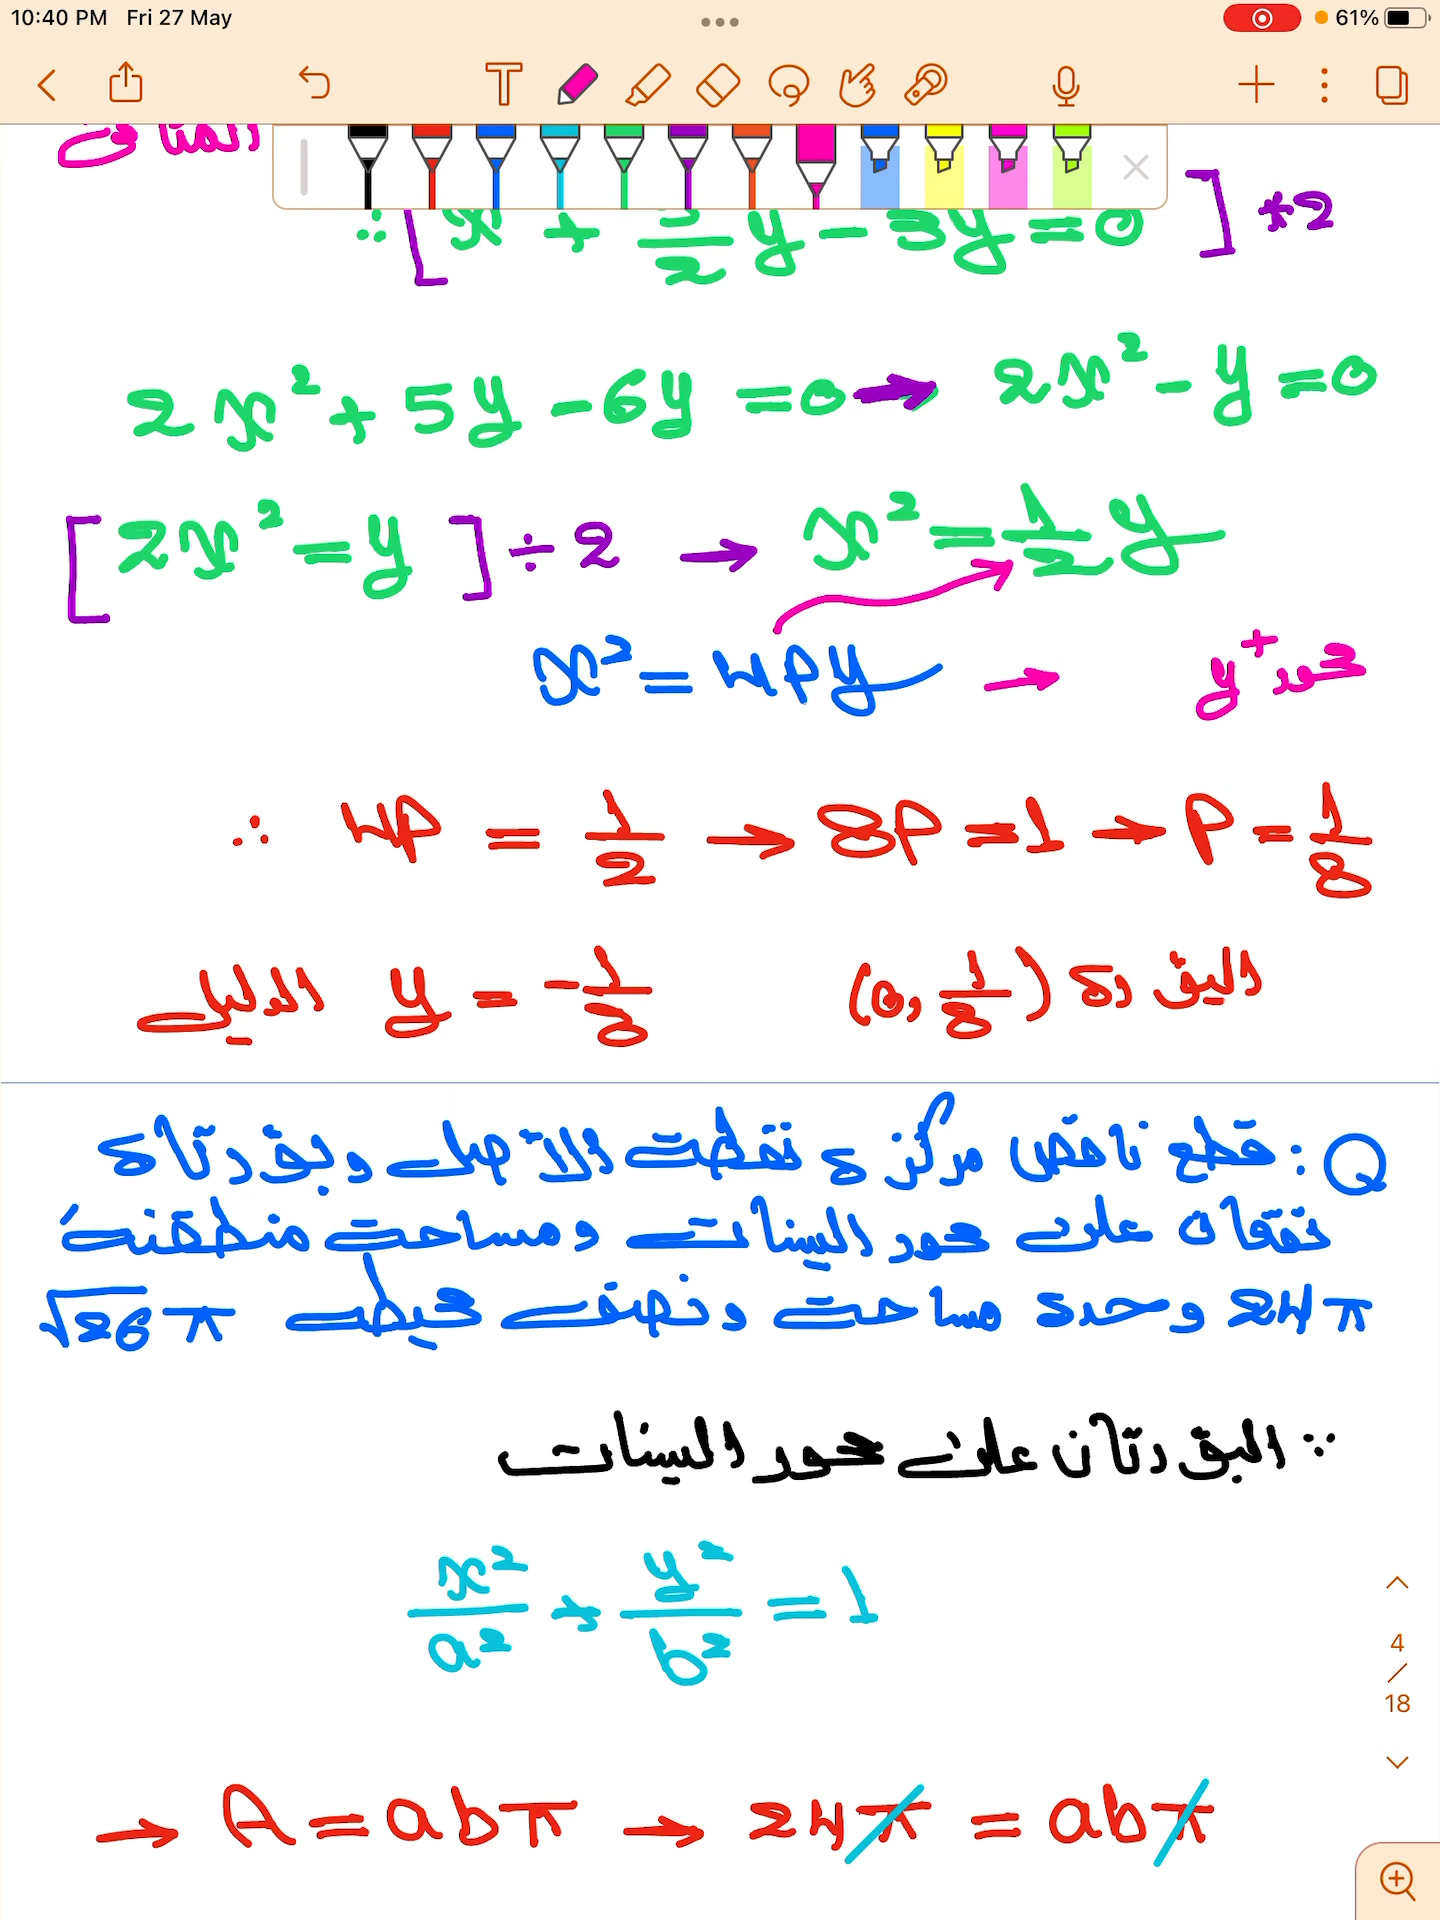 10:40 PM Fri 27 May 61%
∴ [ x + 5/2 y - 3y = 0 ] *2
2x² + 5y - 6y = 0 → 2x² - y = 0
[ 2x² = y ] ÷ 2 → x² = 1/2 y
x² = 4py → محور y⁺
∴ 4P = 1/2 → 8P = 1 → P = 1/8
البؤرة (0, 1/8) y = -1/8 الدليل
Q: قطع ناقص مركزه نقطة الاصل وبؤرتاه
تقعان على محور السينات ومساحة منطقته
24π وحدة مساحة ونصف محيطه √26 π
∵ البؤرتان على محور السينات
x²/a² + y²/b² = 1
4
/
18
→ A = abπ → 24π = abπ